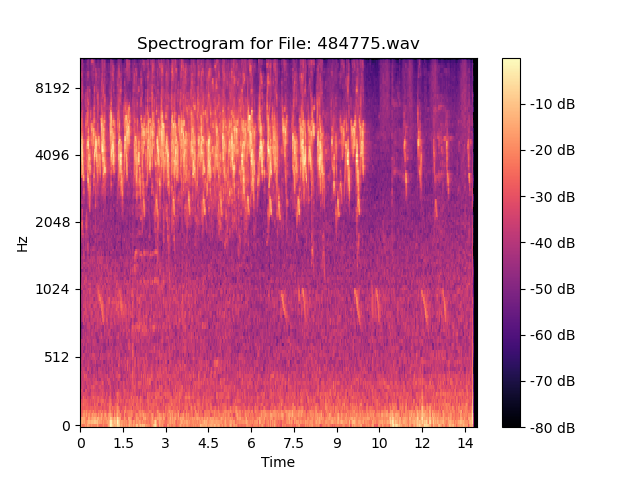 Spectrogram for File: 484775.wav
8192
4096
2048
1024
512
0
Hz
0 1.5 3 4.5 6 7.5 9 10 12 14
Time
-10 dB
-20 dB
-30 dB
-40 dB
-50 dB
-60 dB
-70 dB
-80 dB